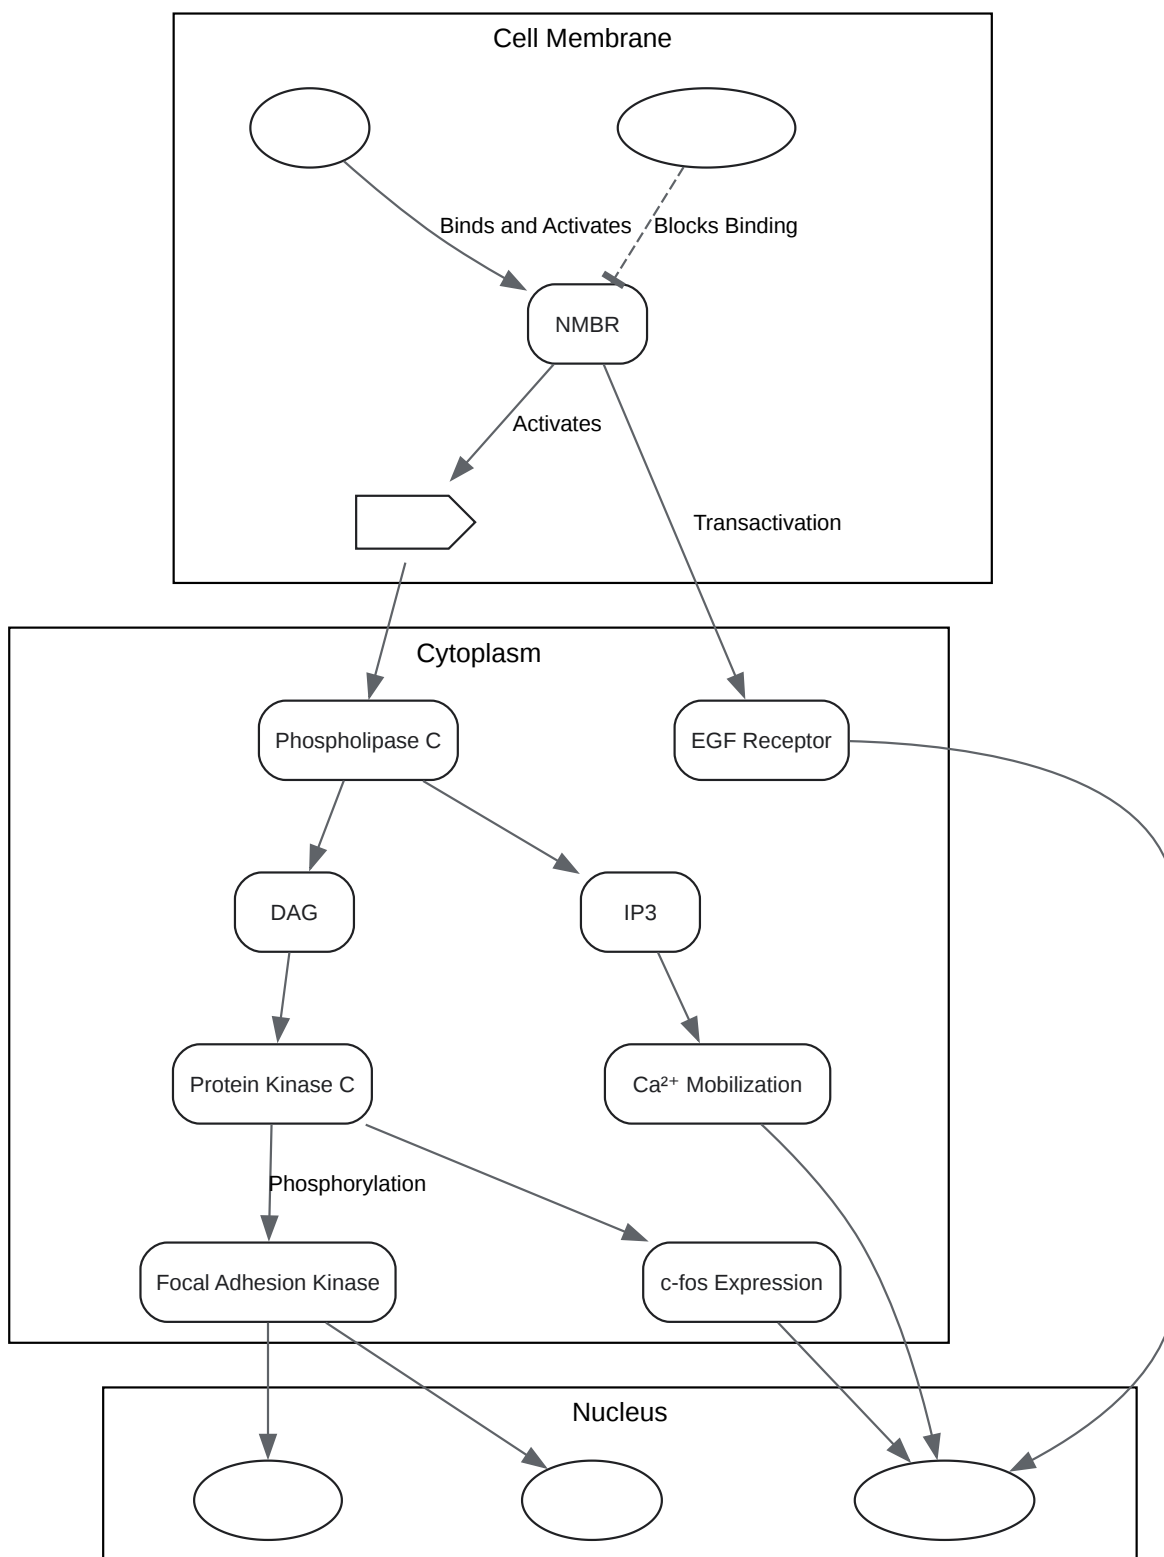 Cell Membrane
Binds and Activates
Blocks Binding
NMBR
Activates
Transactivation
Cytoplasm
Phospholipase C
EGF Receptor
DAG
IP3
Protein Kinase C
Ca²⁺ Mobilization
Phosphorylation
Focal Adhesion Kinase
c-fos Expression
Nucleus